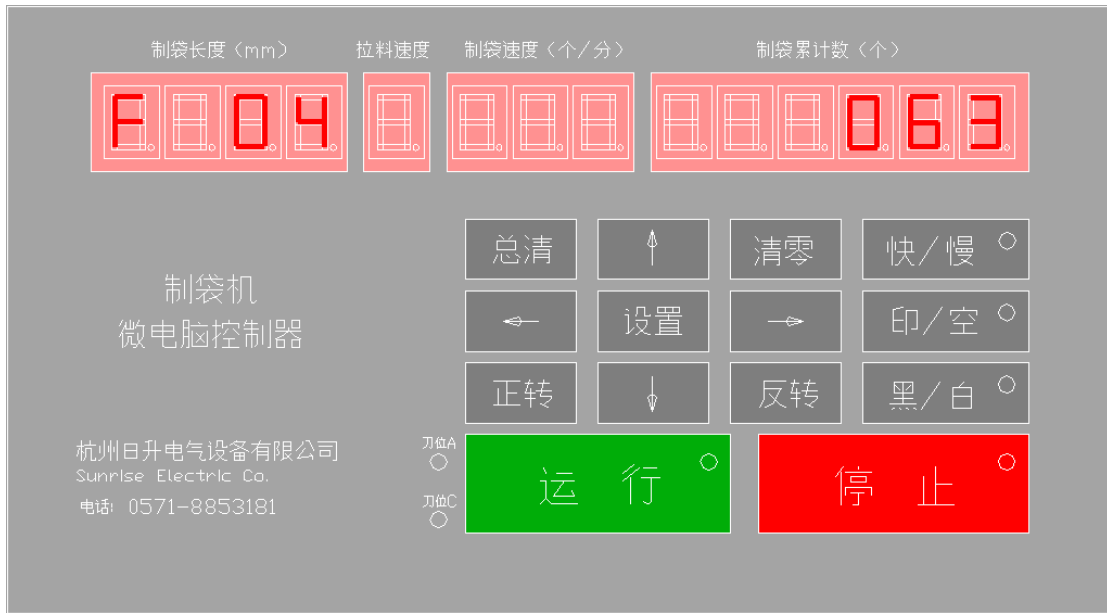 制袋长度（mm） 拉料速度 制袋速度（个／分） 制袋累计数（个）
F 04 063
总清 清零 快／慢
制袋机
设置 印／空
微电脑控制器
正转 反转 黑／白
杭州日升电气设备有限公司
Sunrise Electric Co.
电话: 0571-8853181
刀位A
刀位C
运 行 停 止